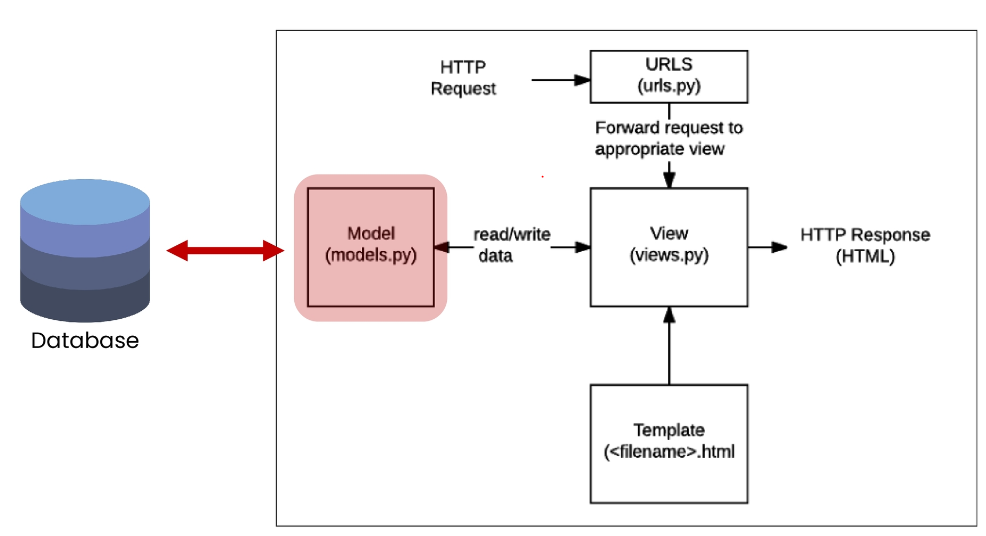 HTTP
Request
URLS
(urls.py)
Forward request to
appropriate view
Database
Model
(models.py)
read/write
data
View
(views.py)
HTTP Response
(HTML)
Template
(<filename>.html